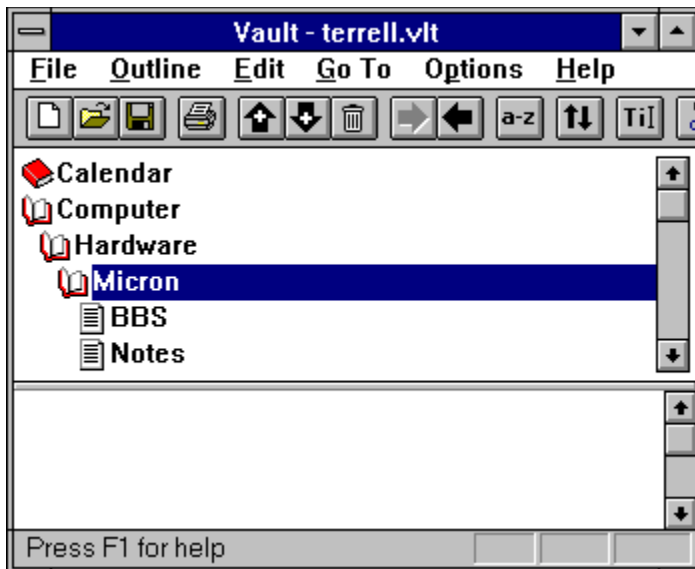 Vault - terrell.vlt
File Outline Edit Go To Options Help
a-z TiI
Calendar
Computer
Hardware
Micron
BBS
Notes
Press F1 for help